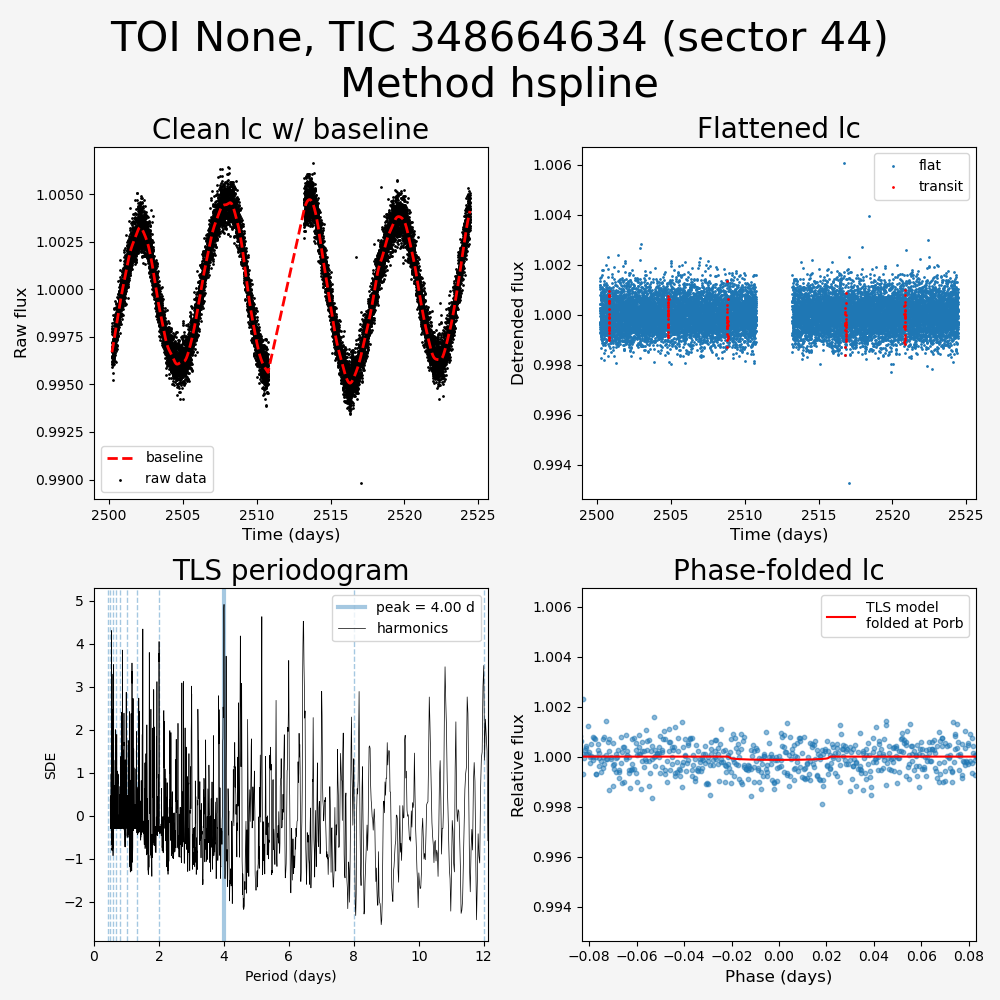 TOI None, TIC 348664634 (sector 44)
Method hspline
Clean lc w/ baseline
Raw flux
1.0050
1.0025
1.0000
0.9975
0.9950
0.9925
0.9900
baseline
raw data
2500
2505
2510
2515
2520
2525
Time (days)
Flattened lc
Detrended flux
1.006
1.004
1.002
1.000
0.998
0.996
0.994
flat
transit
2500
2505
2510
2515
2520
2525
Time (days)
TLS periodogram
SDE
5
4
3
2
1
0
−1
−2
peak = 4.00 d
harmonics
0
2
4
6
8
10
12
Period (days)
Phase-folded lc
Relative flux
1.006
1.004
1.002
1.000
0.998
0.996
0.994
TLS model
folded at Porb
−0.08
−0.06
−0.04
−0.02
0.00
0.02
0.04
0.06
0.08
Phase (days)